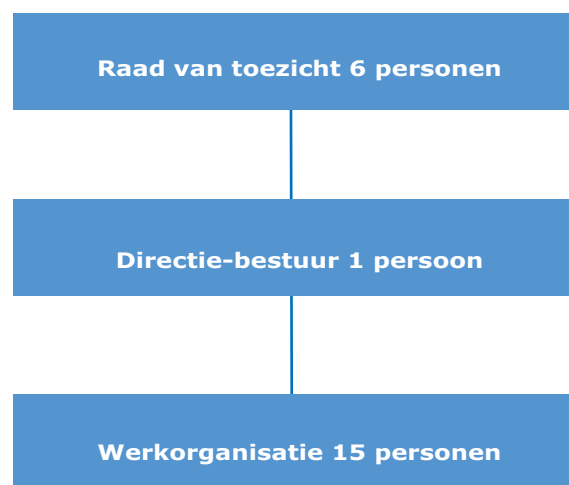 Raad van toezicht 6 personen
Directie-bestuur 1 persoon
Werkorganisatie 15 personen